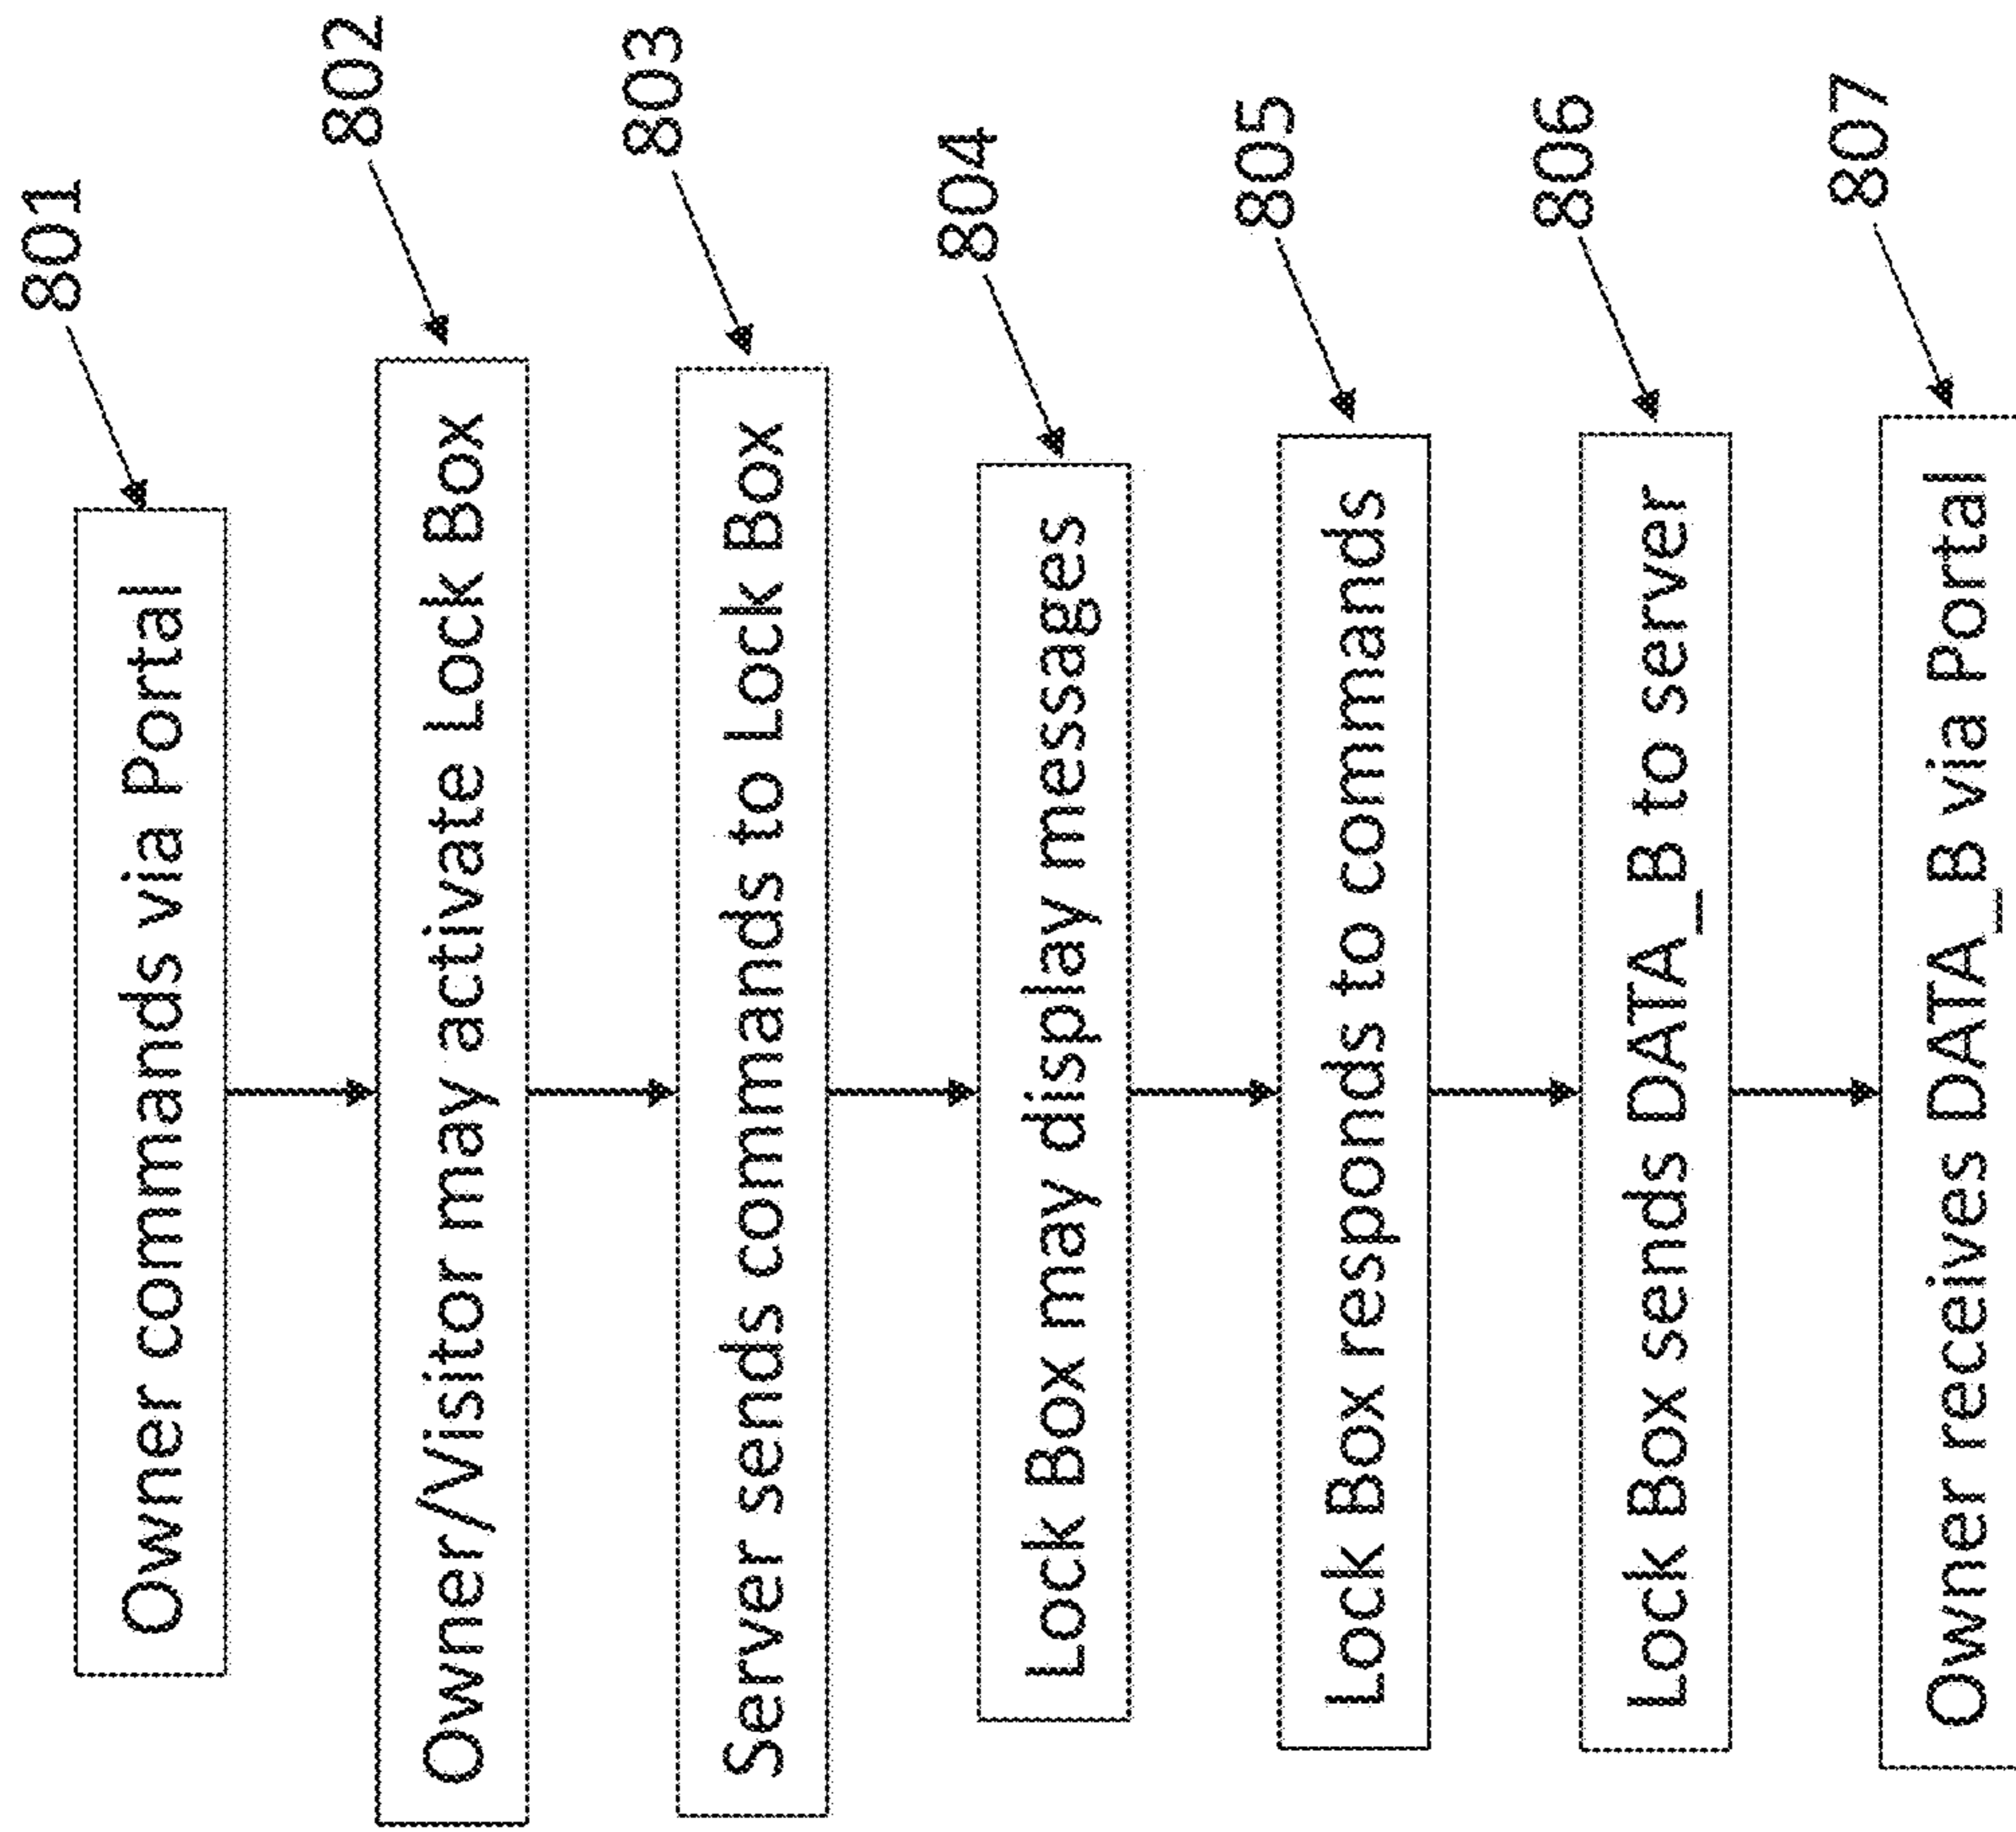 801
Owner commands via Portal
802
Owner/Visitor may activate Lock Box
803
Server sends commands to Lock Box
804
Lock Box may display messages
805
Lock Box responds to commands
806
Lock Box sends DATA_B to server
807
Owner receives DATA_B via Portal